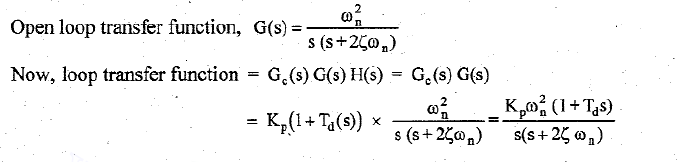 Open loop transfer function, G(s) = ω_n^2 / s (s+2ζω_n)
Now, loop transfer function = G_c(s) G(s) H(s) = G_c(s) G(s)
= K_p(1+T_d(s)) × ω_n^2 / s (s+2ζω_n) = K_pω_n^2 (1+T_ds) / s(s+2ζ ω_n)